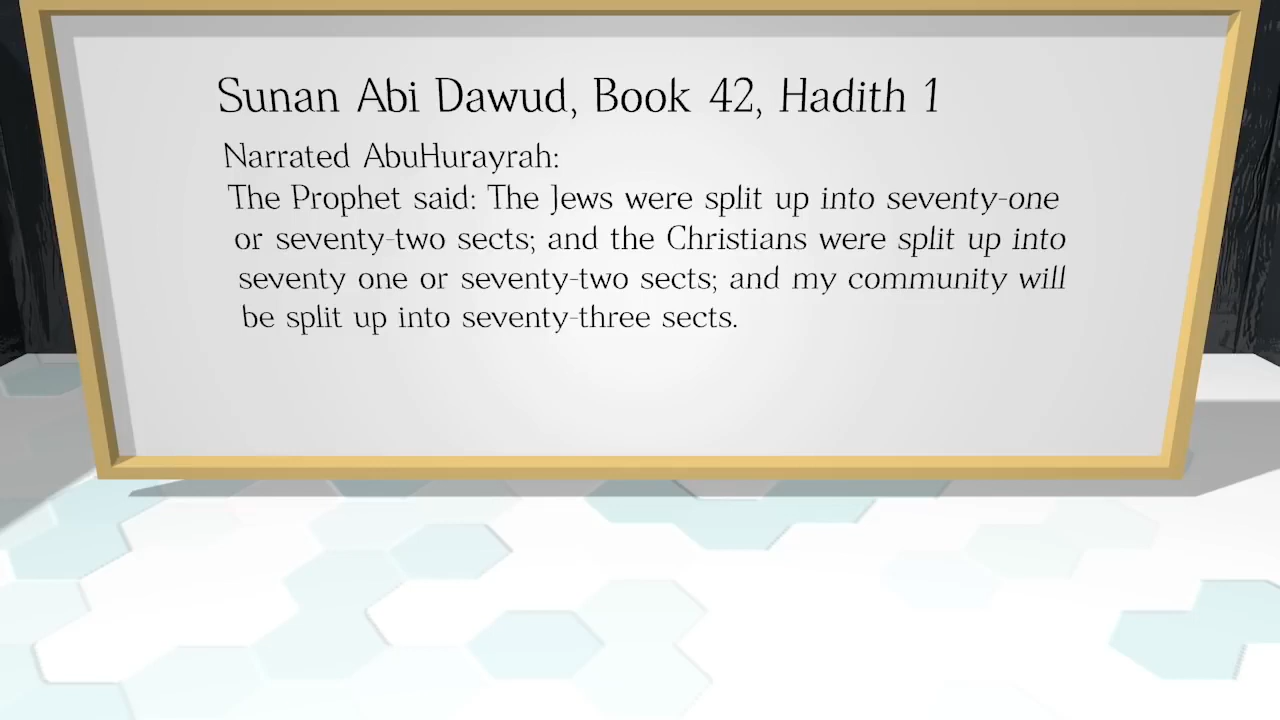 Sunan Abi Dawud, Book 42, Hadith 1
Narrated AbuHurayrah:
The Prophet said: The Jews were split up into seventy-one
or seventy-two sects; and the Christians were split up into
seventy one or seventy-two sects; and my community will
be split up into seventy-three sects.